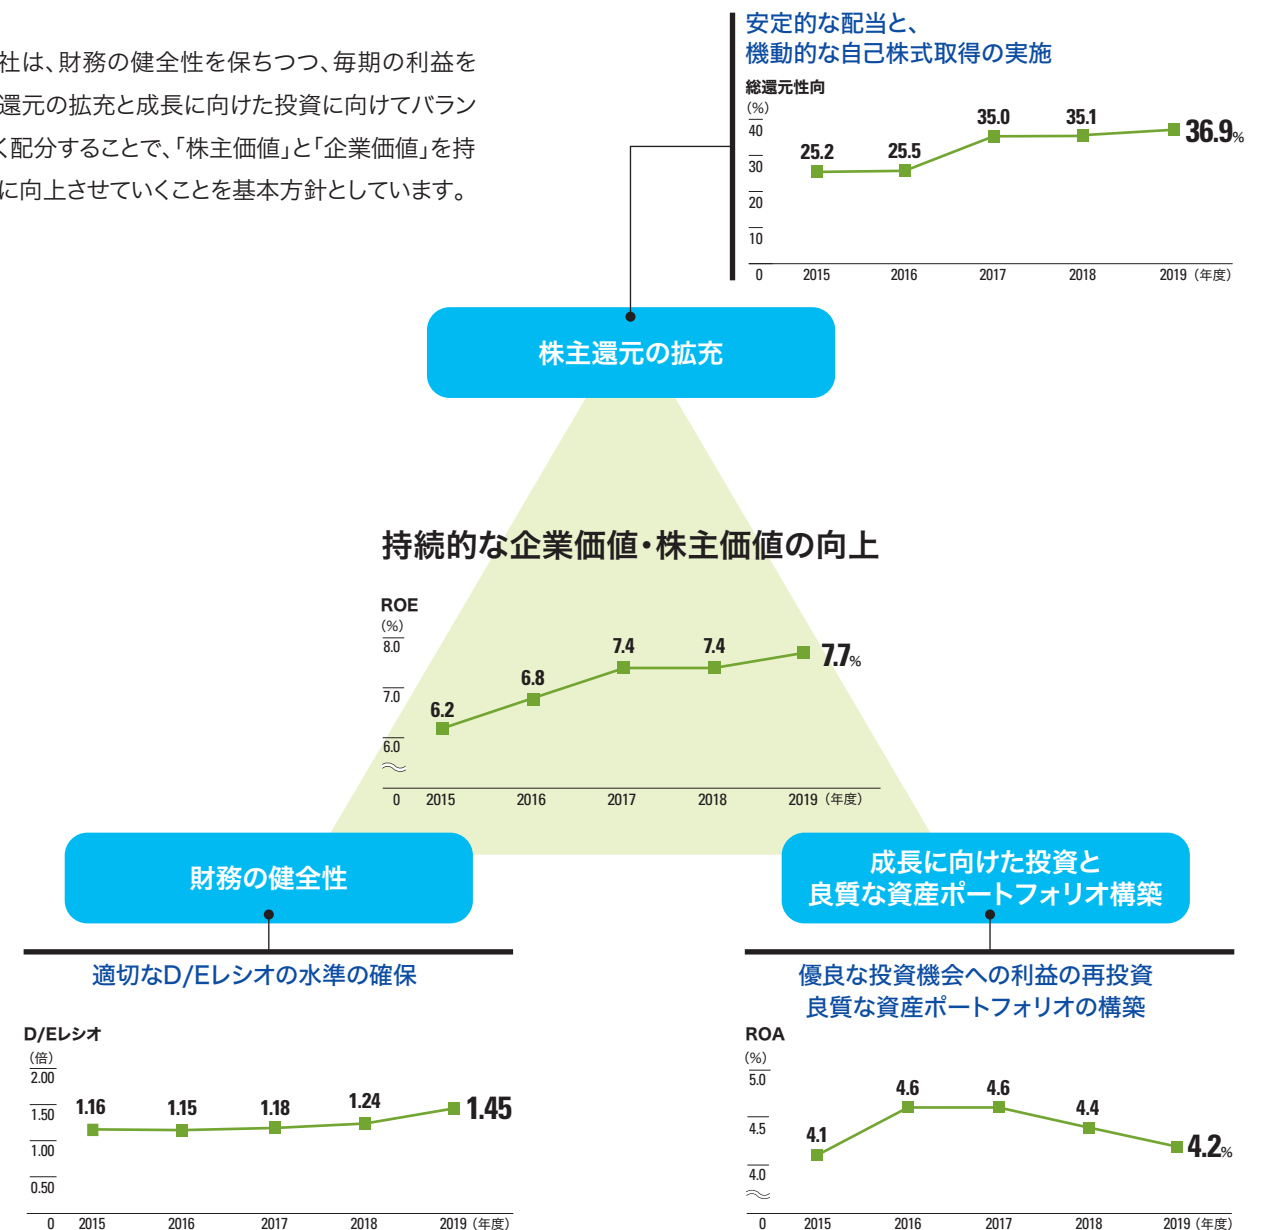 社は、財務の健全性を保ちつつ、毎期の利益を
還元の拡充と成長に向けた投資に向けてバラン
く配分することで、「株主価値」と「企業価値」を持
に向上させていくことを基本方針としています。
安定的な配当と、
機動的な自己株式取得の実施
総還元性向
(%)
40
30
20
10
0
25.2
25.5
35.0
35.1
36.9%
2015
2016
2017
2018
2019（年度）
株主還元の拡充
持続的な企業価値・株主価値の向上
ROE
(%)
8.0
7.0
6.0
0
6.2
6.8
7.4
7.4
7.7%
2015
2016
2017
2018
2019（年度）
財務の健全性
適切なD/Eレシオの水準の確保
D/Eレシオ
（倍）
2.00
1.50
1.00
0.50
0
1.16
1.15
1.18
1.24
1.45
2015
2016
2017
2018
2019（年度）
成長に向けた投資と
良質な資産ポートフォリオ構築
優良な投資機会への利益の再投資
良質な資産ポートフォリオの構築
ROA
(%)
5.0
4.5
4.0
0
4.1
4.6
4.6
4.4
4.2%
2015
2016
2017
2018
2019（年度）